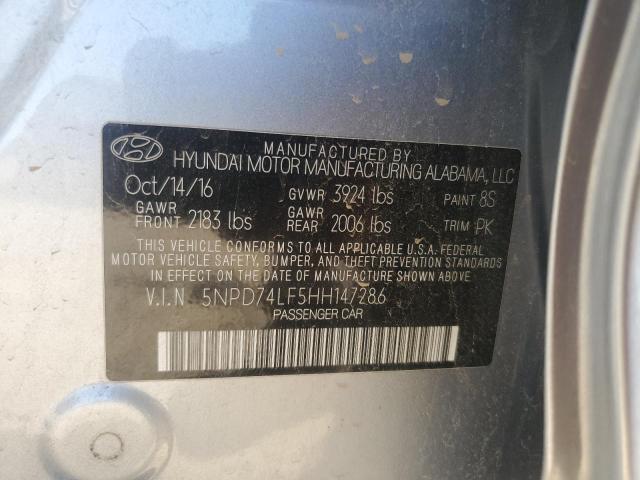 MANUFACTURED BY
HYUNDAI MOTOR MANUFACTURING ALABAMA, LLC
Oct/14/16 GVWR 3924 lbs PAINT 8S
GAWR FRONT 2183 lbs GAWR REAR 2006 lbs TRIM PK
THIS VEHICLE CONFORMS TO ALL APPLICABLE U.S.A. FEDERAL
MOTOR VEHICLE SAFETY, BUMPER, AND THEFT PREVENTION STANDARDS
IN EFFECT ON THE DATE OF MANUFACTURE SHOWN ABOVE.
V.I.N. 5NPD74LF5HH147286
PASSENGER CAR